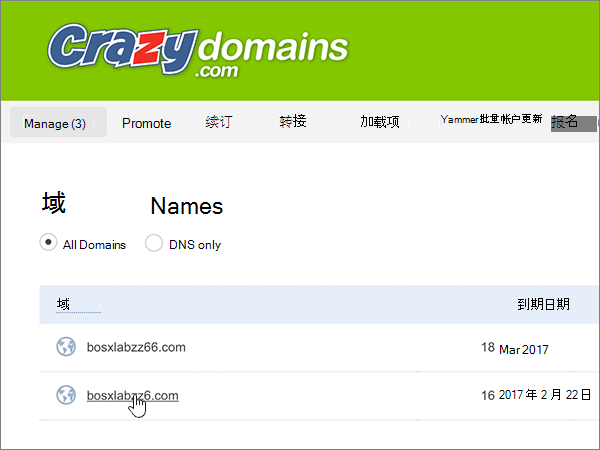 Crazy domains
.com
Manage (3) Promote 续订 转接 加载项 Yammer批量帐户更新 报名
域 Names
All Domains DNS only
域 到期日期
bosxlabzz66.com 18 Mar 2017
bosxlabzz6.com 16 2017 年 2 月 22 日